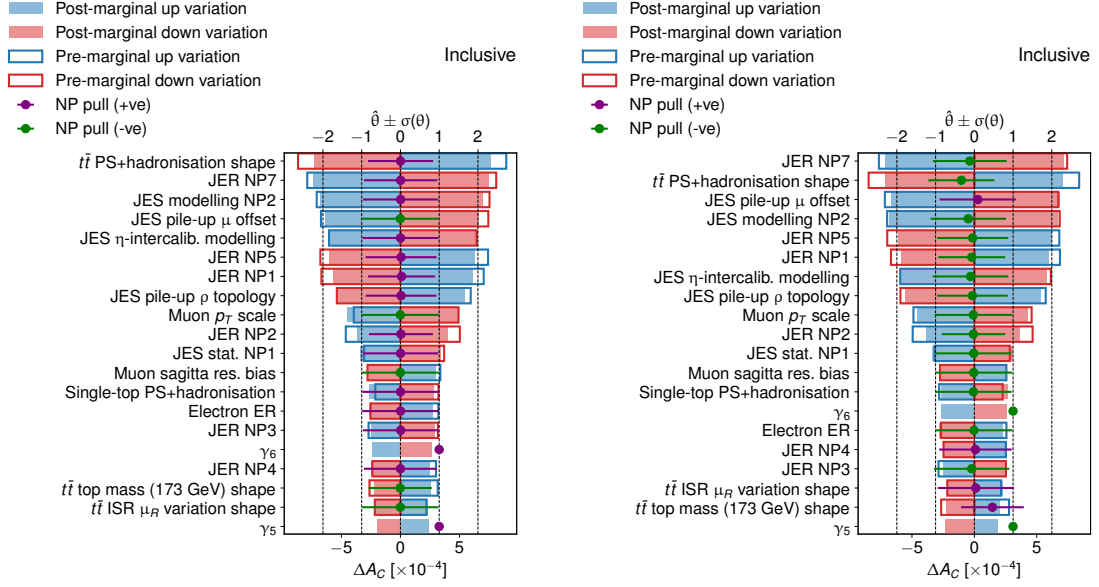 Post-marginal up variation
Post-marginal down variation
Pre-marginal up variation
Pre-marginal down variation
NP pull (+ve)
NP pull (-ve)
Inclusive
θ̂ ± σ(θ̂)
−2 −1 0 1 2
tt̄ PS+hadronisation shape
JER NP7
JES modelling NP2
JES pile-up μ offset
JES η-intercalib. modelling
JER NP5
JER NP1
JES pile-up ρ topology
Muon p_T scale
JER NP2
JES stat. NP1
Muon sagitta res. bias
Single-top PS+hadronisation
Electron ER
JER NP3
γ₆
JER NP4
tt̄ top mass (173 GeV) shape
tt̄ ISR μ_R variation shape
γ₅
−5 0 5
ΔA_C [×10⁻⁴]
Post-marginal up variation
Post-marginal down variation
Pre-marginal up variation
Pre-marginal down variation
NP pull (+ve)
NP pull (-ve)
Inclusive
θ̂ ± σ(θ̂)
−2 −1 0 1 2
JER NP7
tt̄ PS+hadronisation shape
JES pile-up μ offset
JES modelling NP2
JER NP5
JER NP1
JES η-intercalib. modelling
JES pile-up ρ topology
Muon p_T scale
JER NP2
JES stat. NP1
Muon sagitta res. bias
Single-top PS+hadronisation
γ₆
Electron ER
JER NP4
JER NP3
tt̄ ISR μ_R variation shape
tt̄ top mass (173 GeV) shape
γ₅
−5 0 5
ΔA_C [×10⁻⁴]